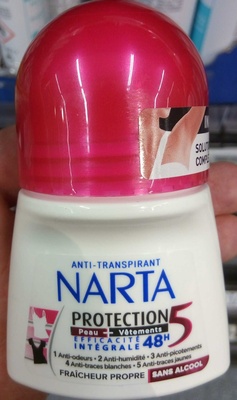 SOLU
COMPL
ANTI-TRANSPIRANT
NARTA
PROTECTION 5
Peau + Vêtements
EFFICACITÉ
INTÉGRALE 48H
1 Anti-odeurs • 2 Anti-humidité • 3 Anti-picotements
4 Anti-traces blanches • 5 Anti-traces jaunes
FRAÎCHEUR PROPRE SANS ALCOOL